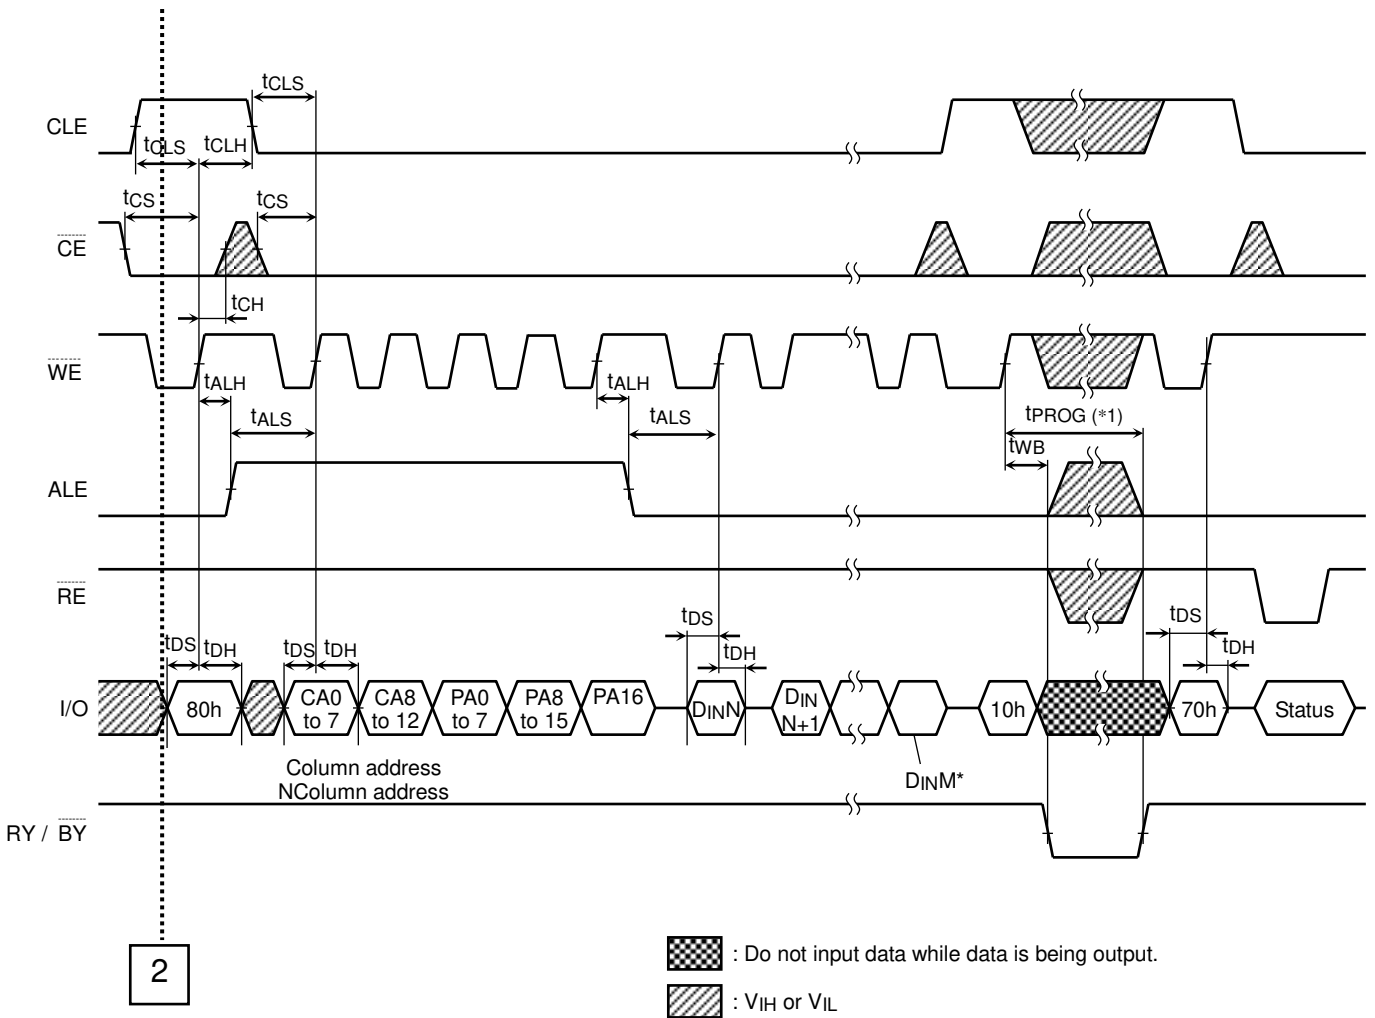 tCLS
CLE
tCLS
tCLH
tCS
tCS
CE
tCH
WE
tALH
tALH
tALS
tALS
tPROG (*1)
tWB
ALE
RE
tDS
tDH
tDS
tDH
tDS
tDH
tDS
tDH
I/O
80h
CA0
to 7
CA8
to 12
PA0
to 7
PA8
to 15
PA16
DINN
DIN
N+1
10h
70h
Status
Column address
NColumn address
DINM*
RY / BY
2
: Do not input data while data is being output.
: VIH or VIL